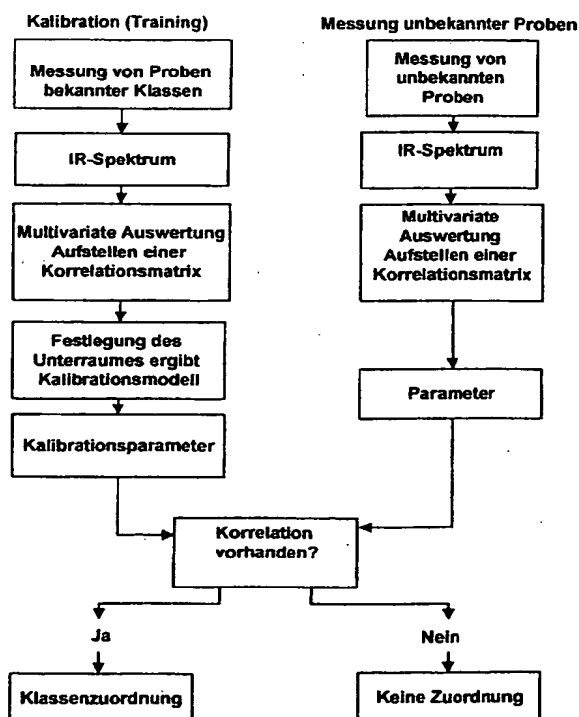 Kalibration (Training)
Messung von Proben
bekannter Klassen
IR-Spektrum
Multivariate Auswertung
Aufstellen einer
Korrelationsmatrix
Festlegung des
Unterraumes ergibt
Kalibrationsmodell
Kalibrationsparameter
Messung unbekannter Proben
Messung von
unbekannten
Proben
IR-Spektrum
Multivariate
Auswertung
Aufstellen einer
Korrelationsmatrix
Parameter
Korrelation
vorhanden?
Ja
Nein
Klassenzuordnung
Keine Zuordnung